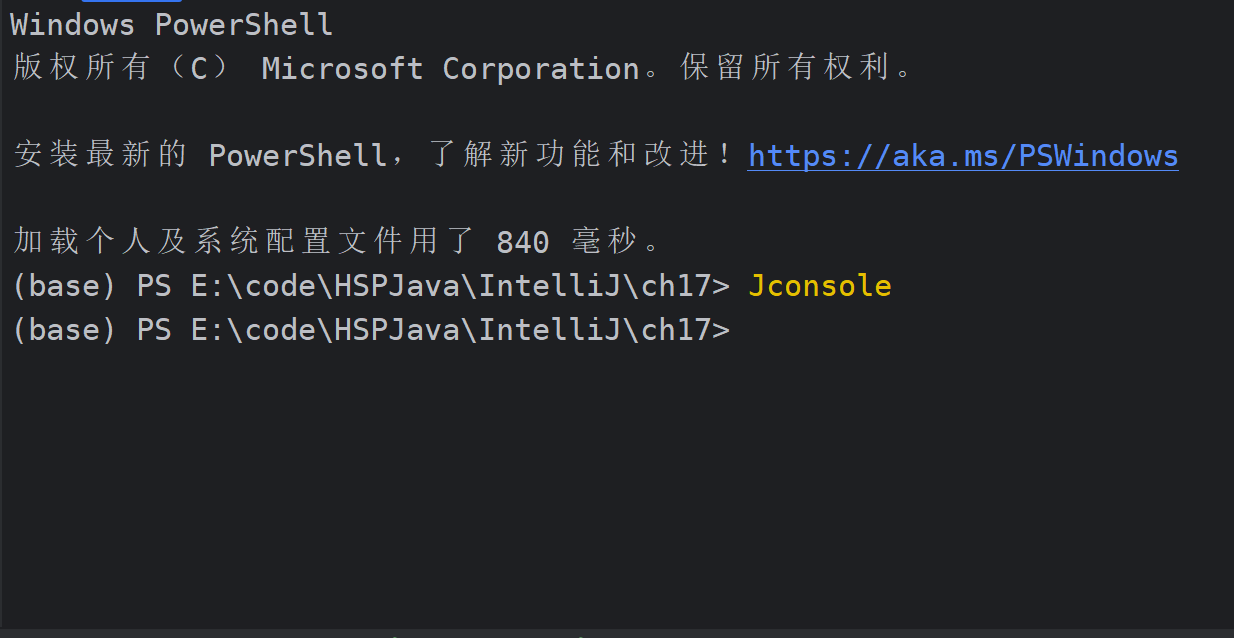 Windows PowerShell
版权所有（C） Microsoft Corporation。保留所有权利。
安装最新的 PowerShell，了解新功能和改进！https://aka.ms/PSWindows
加载个人及系统配置文件用了 840 毫秒。
(base) PS E:\code\HSPJava\IntelliJ\ch17> Jconsole
(base) PS E:\code\HSPJava\IntelliJ\ch17>